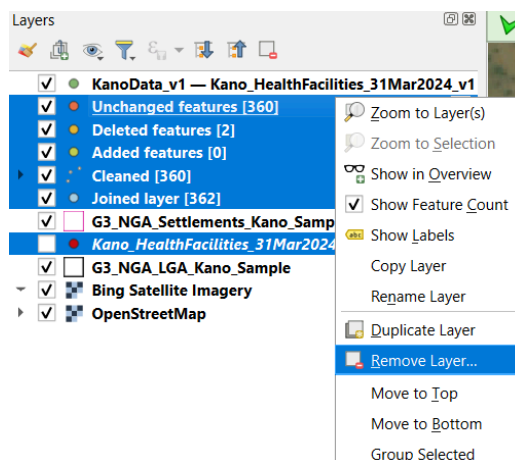 Layers
KanoData_v1 — Kano_HealthFacilities_31Mar2024_v1
Unchanged features [360]
Deleted features [2]
Added features [0]
Cleaned [360]
Joined layer [362]
G3_NGA_Settlements_Kano_Samp
Kano_HealthFacilities_31Mar2024
G3_NGA_LGA_Kano_Sample
Bing Satellite Imagery
OpenStreetMap
Zoom to Layer(s)
Zoom to Selection
Show in Overview
Show Feature Count
abc Show Labels
Copy Layer
Rename Layer
Duplicate Layer
Remove Layer...
Move to Top
Move to Bottom
Group Selected